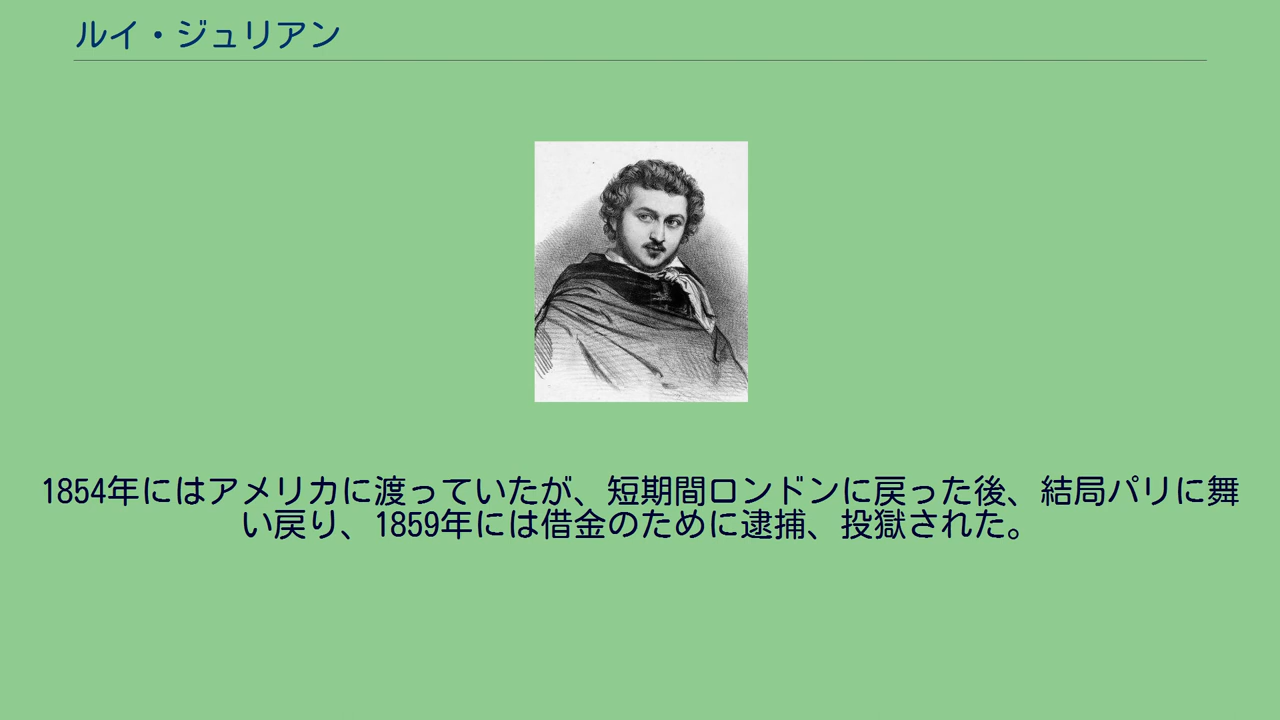 ルイ・ジュリアン
1854年にはアメリカに渡っていたが、短期間ロンドンに戻った後、結局パリに舞
い戻り、1859年には借金のために逮捕、投獄された。